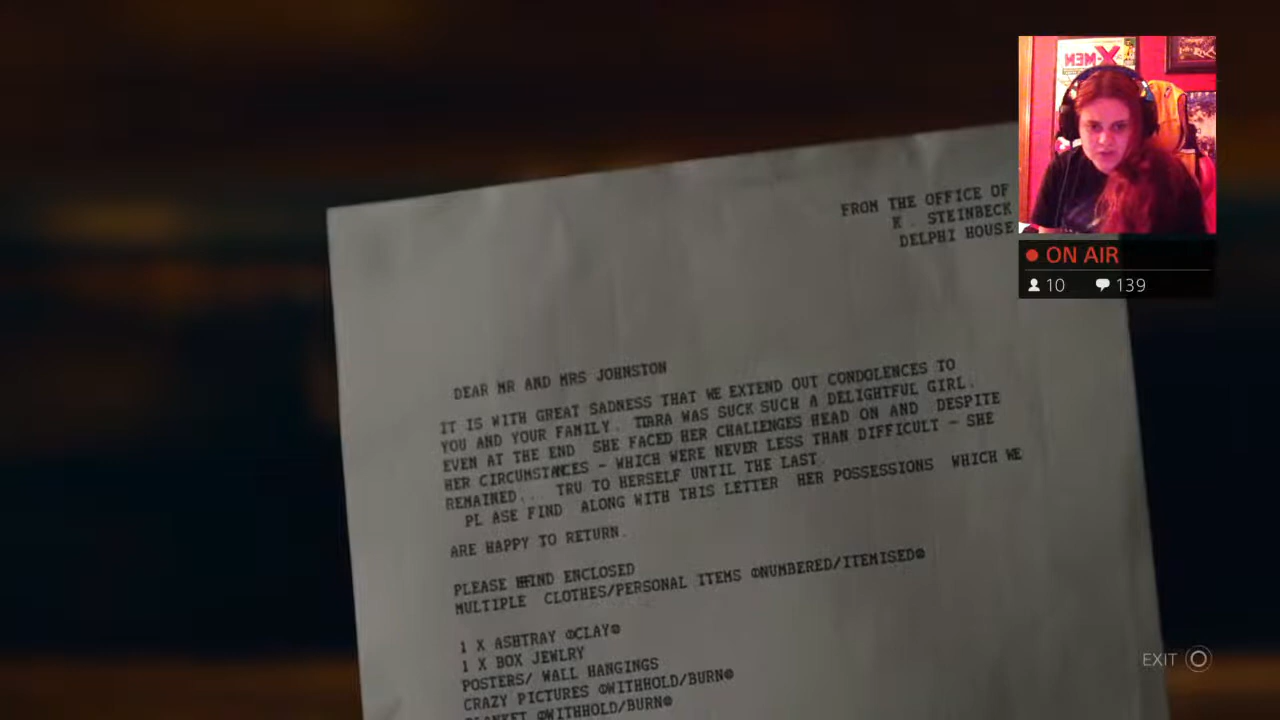 X-MEN
FROM THE OFFICE OF
K . STEINBECK
DELPHI HOUSE
ON AIR
10 139
DEAR MR AND MRS JOHNSTON
IT IS WITH GREAT SADNESS THAT WE EXTEND OUT CONDOLENCES TO
YOU AND YOUR FAMILY. TIARA WAS SUCK SUCH A DELIGHTFUL GIRL.
EVEN AT THE END SHE FACED HER CHALLENGES HEAD ON AND DESPITE
HER CIRCUMSTANCES - WHICH WERE NEVER LESS THAN DIFFICULT - SHE
REMAINED.. TRU TO HERSELF UNTIL THE LAST
PL ASE FIND ALONG WITH THIS LETTER HER POSSESSIONS WHICH WE
ARE HAPPY TO RETURN.
PLEASE FIND ENCLOSED
MULTIPLE CLOTHES/PERSONAL ITEMS NUMBERED/ITEMISED
1 X ASHTRAY CLAY
1 X BOX JEWLRY
POSTERS/ WALL HANGINGS
CRAZY PICTURES WITHHOLD/BURN
BLANKET WITHHOLD/BURN
EXIT